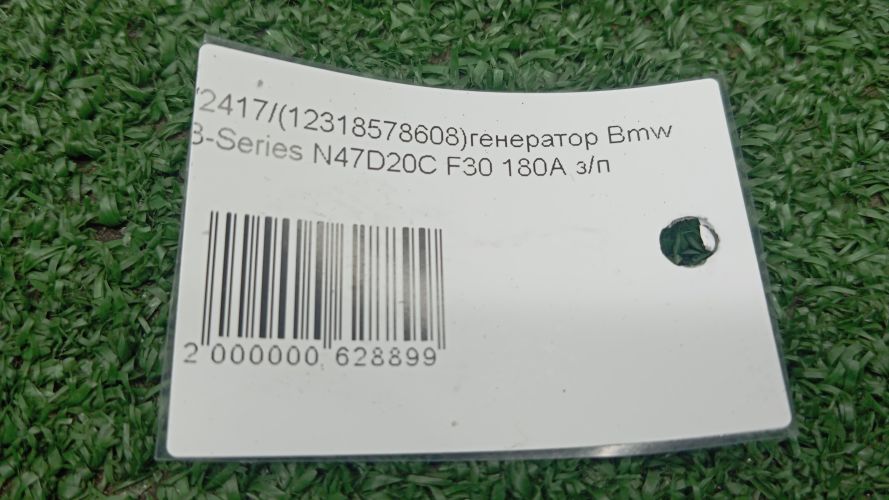 2417/(12318578608)генератор Bmw
3-Series N47D20C F30 180A з/п
2 000000 628899